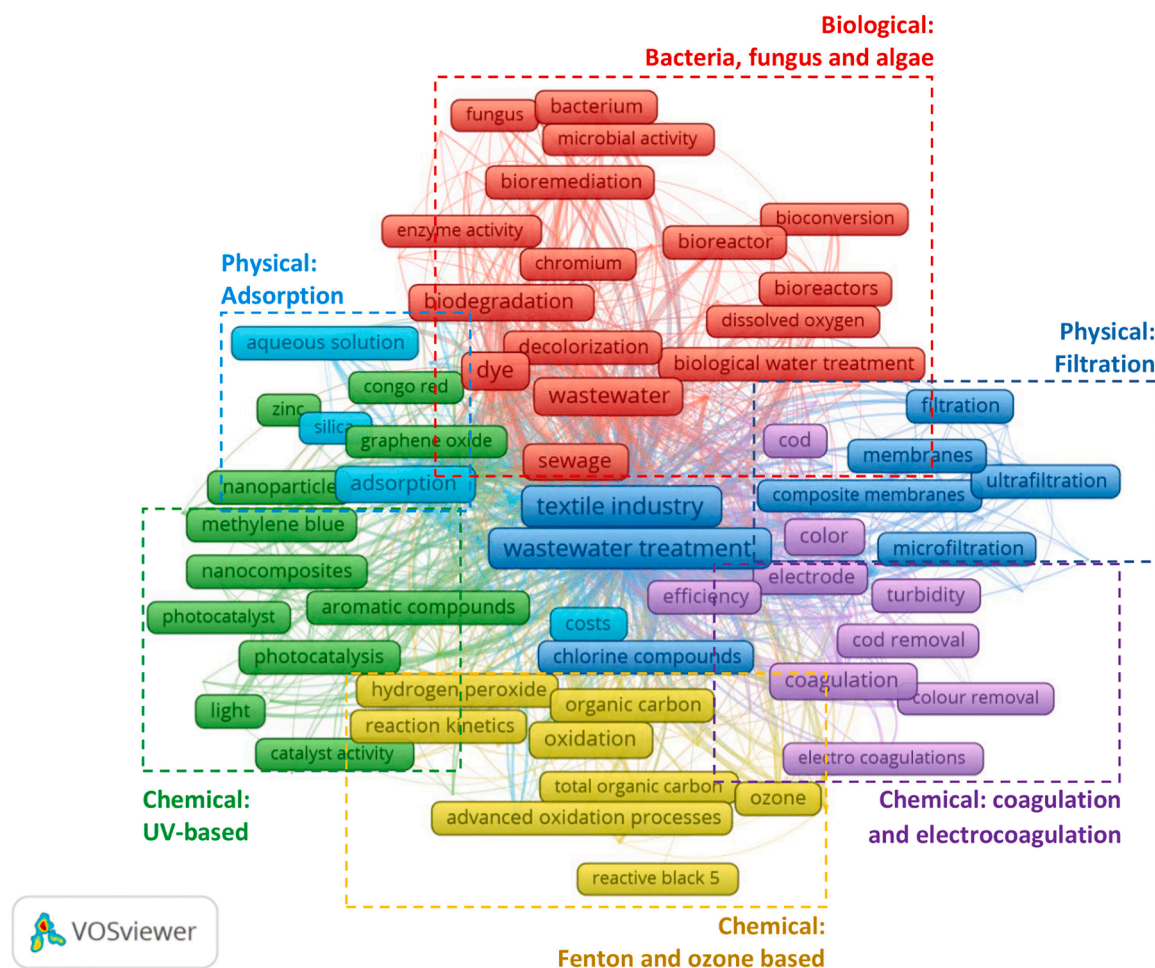 Biological:
Bacteria, fungus and algae
fungus
bacterium
microbial activity
bioremediation
enzyme activity
bioconversion
bioreactor
chromium
Physical:
Adsorption
biodegradation
bioreactors
dissolved oxygen
aqueous solution
decolorization
biological water treatment
Physical:
Filtration
dye
congo red
wastewater
zinc
silica
graphene oxide
filtration
cod
membranes
sewage
nanoparticle
adsorption
ultrafiltration
composite membranes
textile industry
methylene blue
color
wastewater treatment
microfiltration
nanocomposites
electrode
efficiency
turbidity
photocatalyst
aromatic compounds
costs
cod removal
photocatalysis
chlorine compounds
coagulation
colour removal
hydrogen peroxide
organic carbon
light
reaction kinetics
oxidation
catalyst activity
electro coagulations
total organic carbon
ozone
Chemical:
UV-based
advanced oxidation processes
Chemical: coagulation
and electrocoagulation
reactive black 5
VOSviewer
Chemical:
Fenton and ozone based